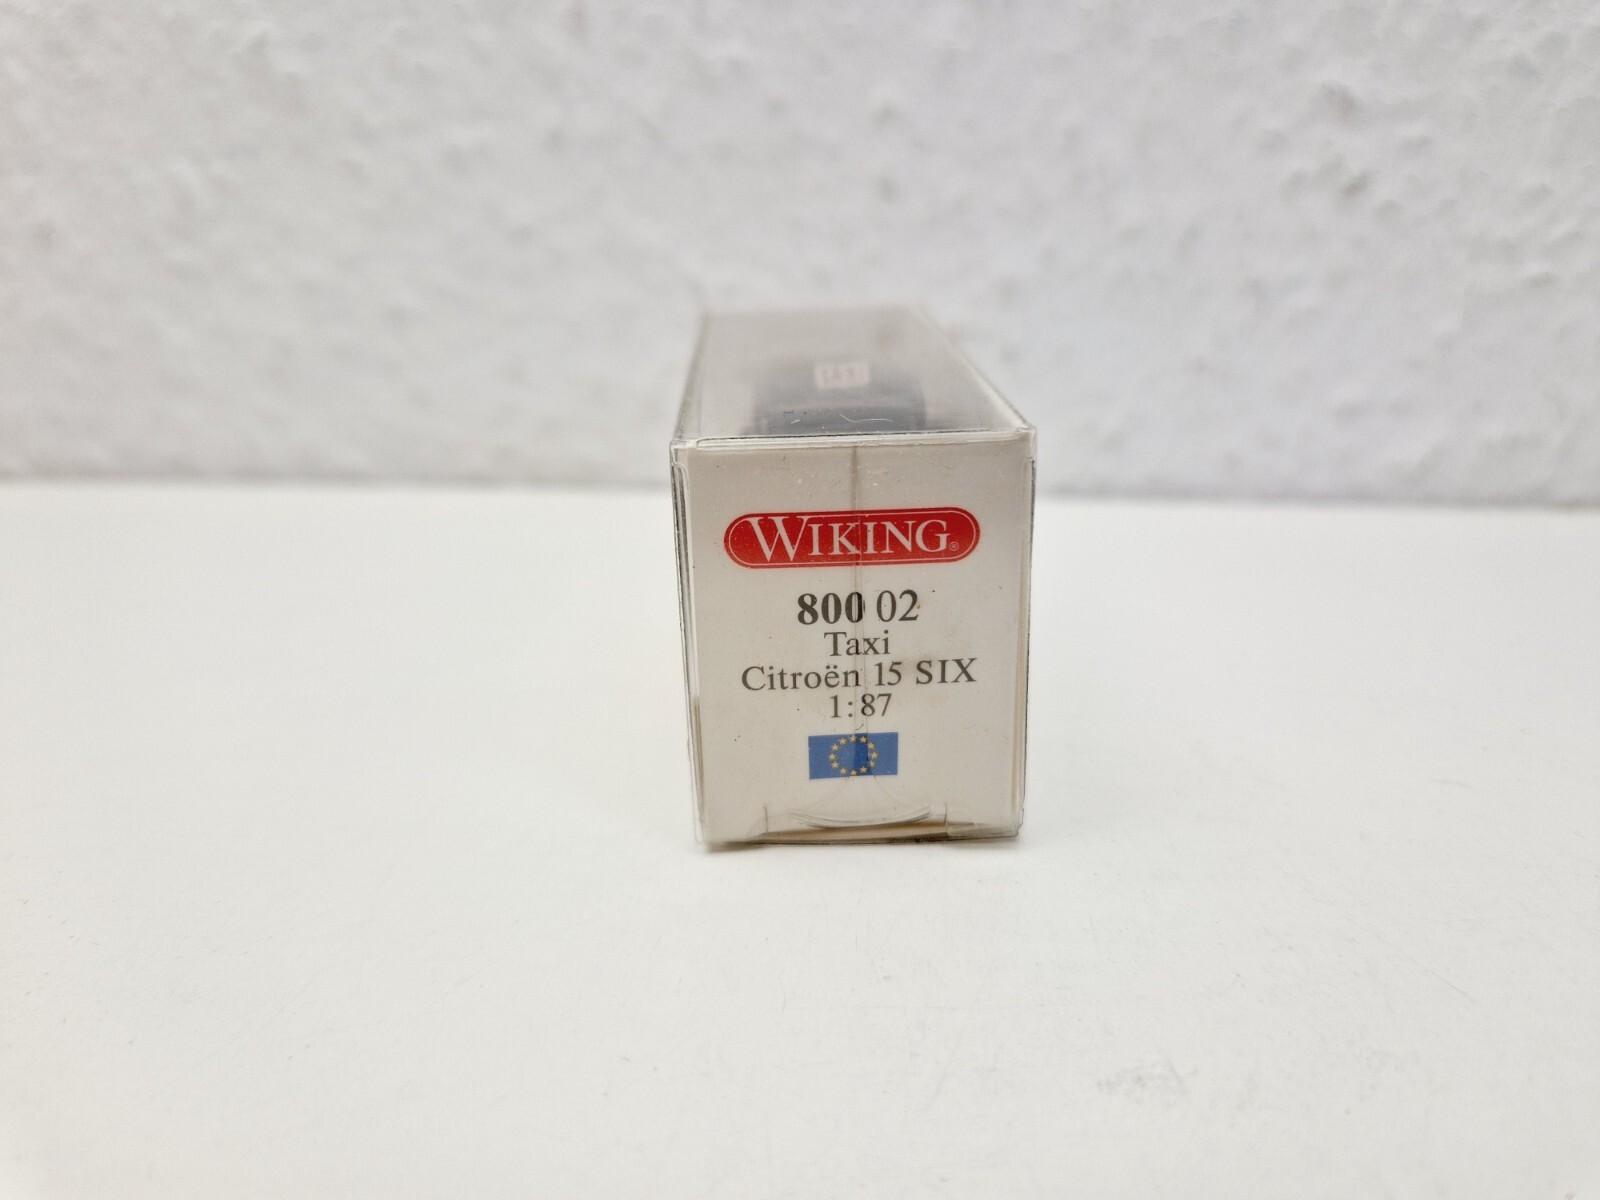 WIKING®
800 02
Taxi
Citroën 15 SIX
1:87